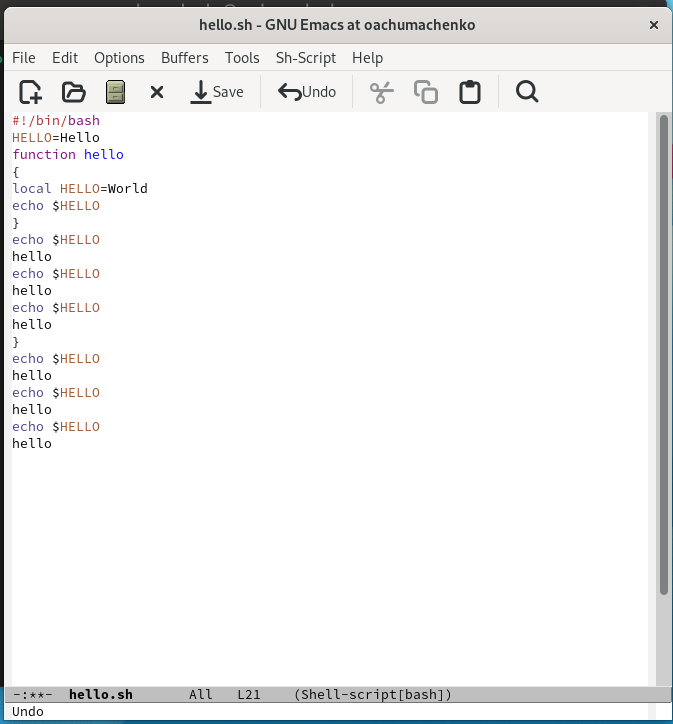 hello.sh - GNU Emacs at oachumachenko
File Edit Options Buffers Tools Sh-Script Help
Save Undo
#!/bin/bash
HELLO=Hello
function hello
{
local HELLO=World
echo $HELLO
}
echo $HELLO
hello
echo $HELLO
hello
echo $HELLO
hello
}
echo $HELLO
hello
echo $HELLO
hello
echo $HELLO
hello
-:**- hello.sh All L21 (Shell-script[bash])
Undo